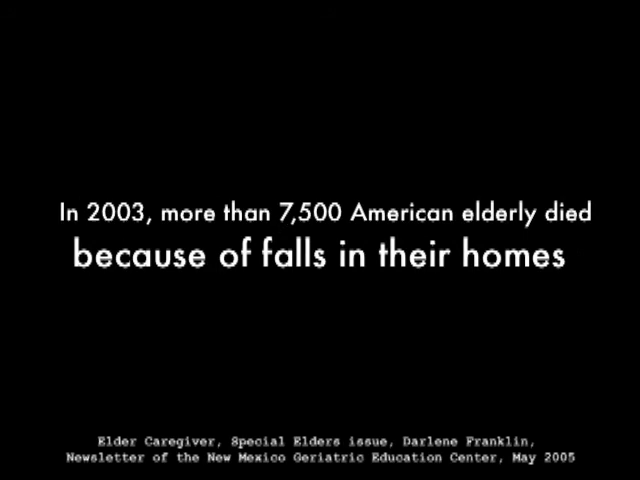 In 2003, more than 7,500 American elderly died
because of falls in their homes
Elder Caregiver, Special Elders issue, Darlene Franklin,
Newsletter of the New Mexico Geriatric Education Center, May 2005